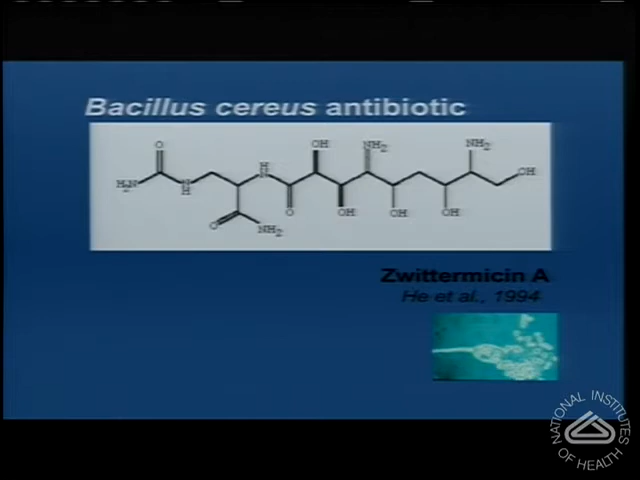 Bacillus cereus antibiotic
O
OH
NH2
NH2
H
OH
H2N
N
H
N
O
OH
OH
OH
O
NH2
Zwittermicin A
He et al., 1994
NATIONAL INSTITUTES
OF HEALTH